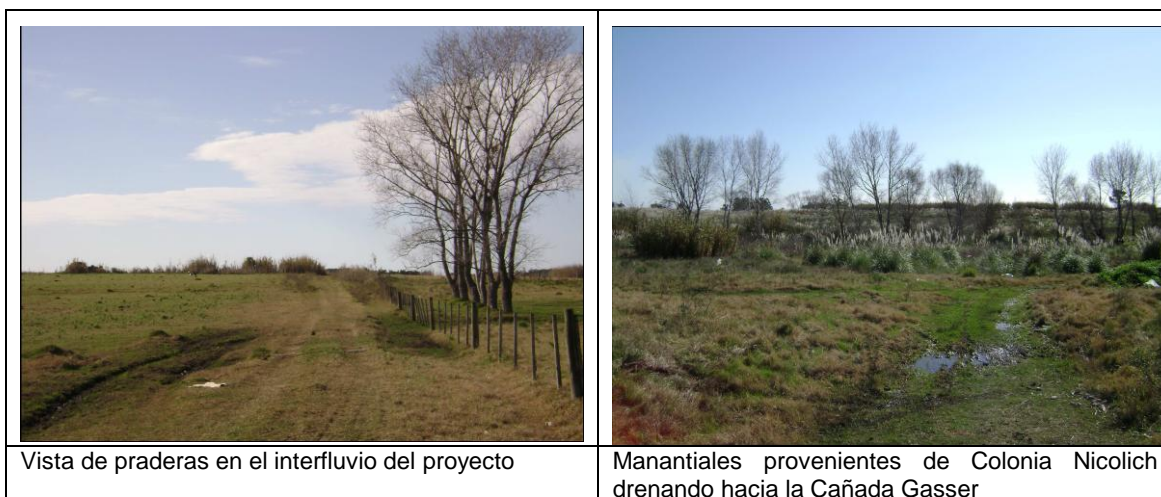 Vista de praderas en el interfluvio del proyecto
Manantiales provenientes de Colonia Nicolich
drenando hacia la Cañada Gasser